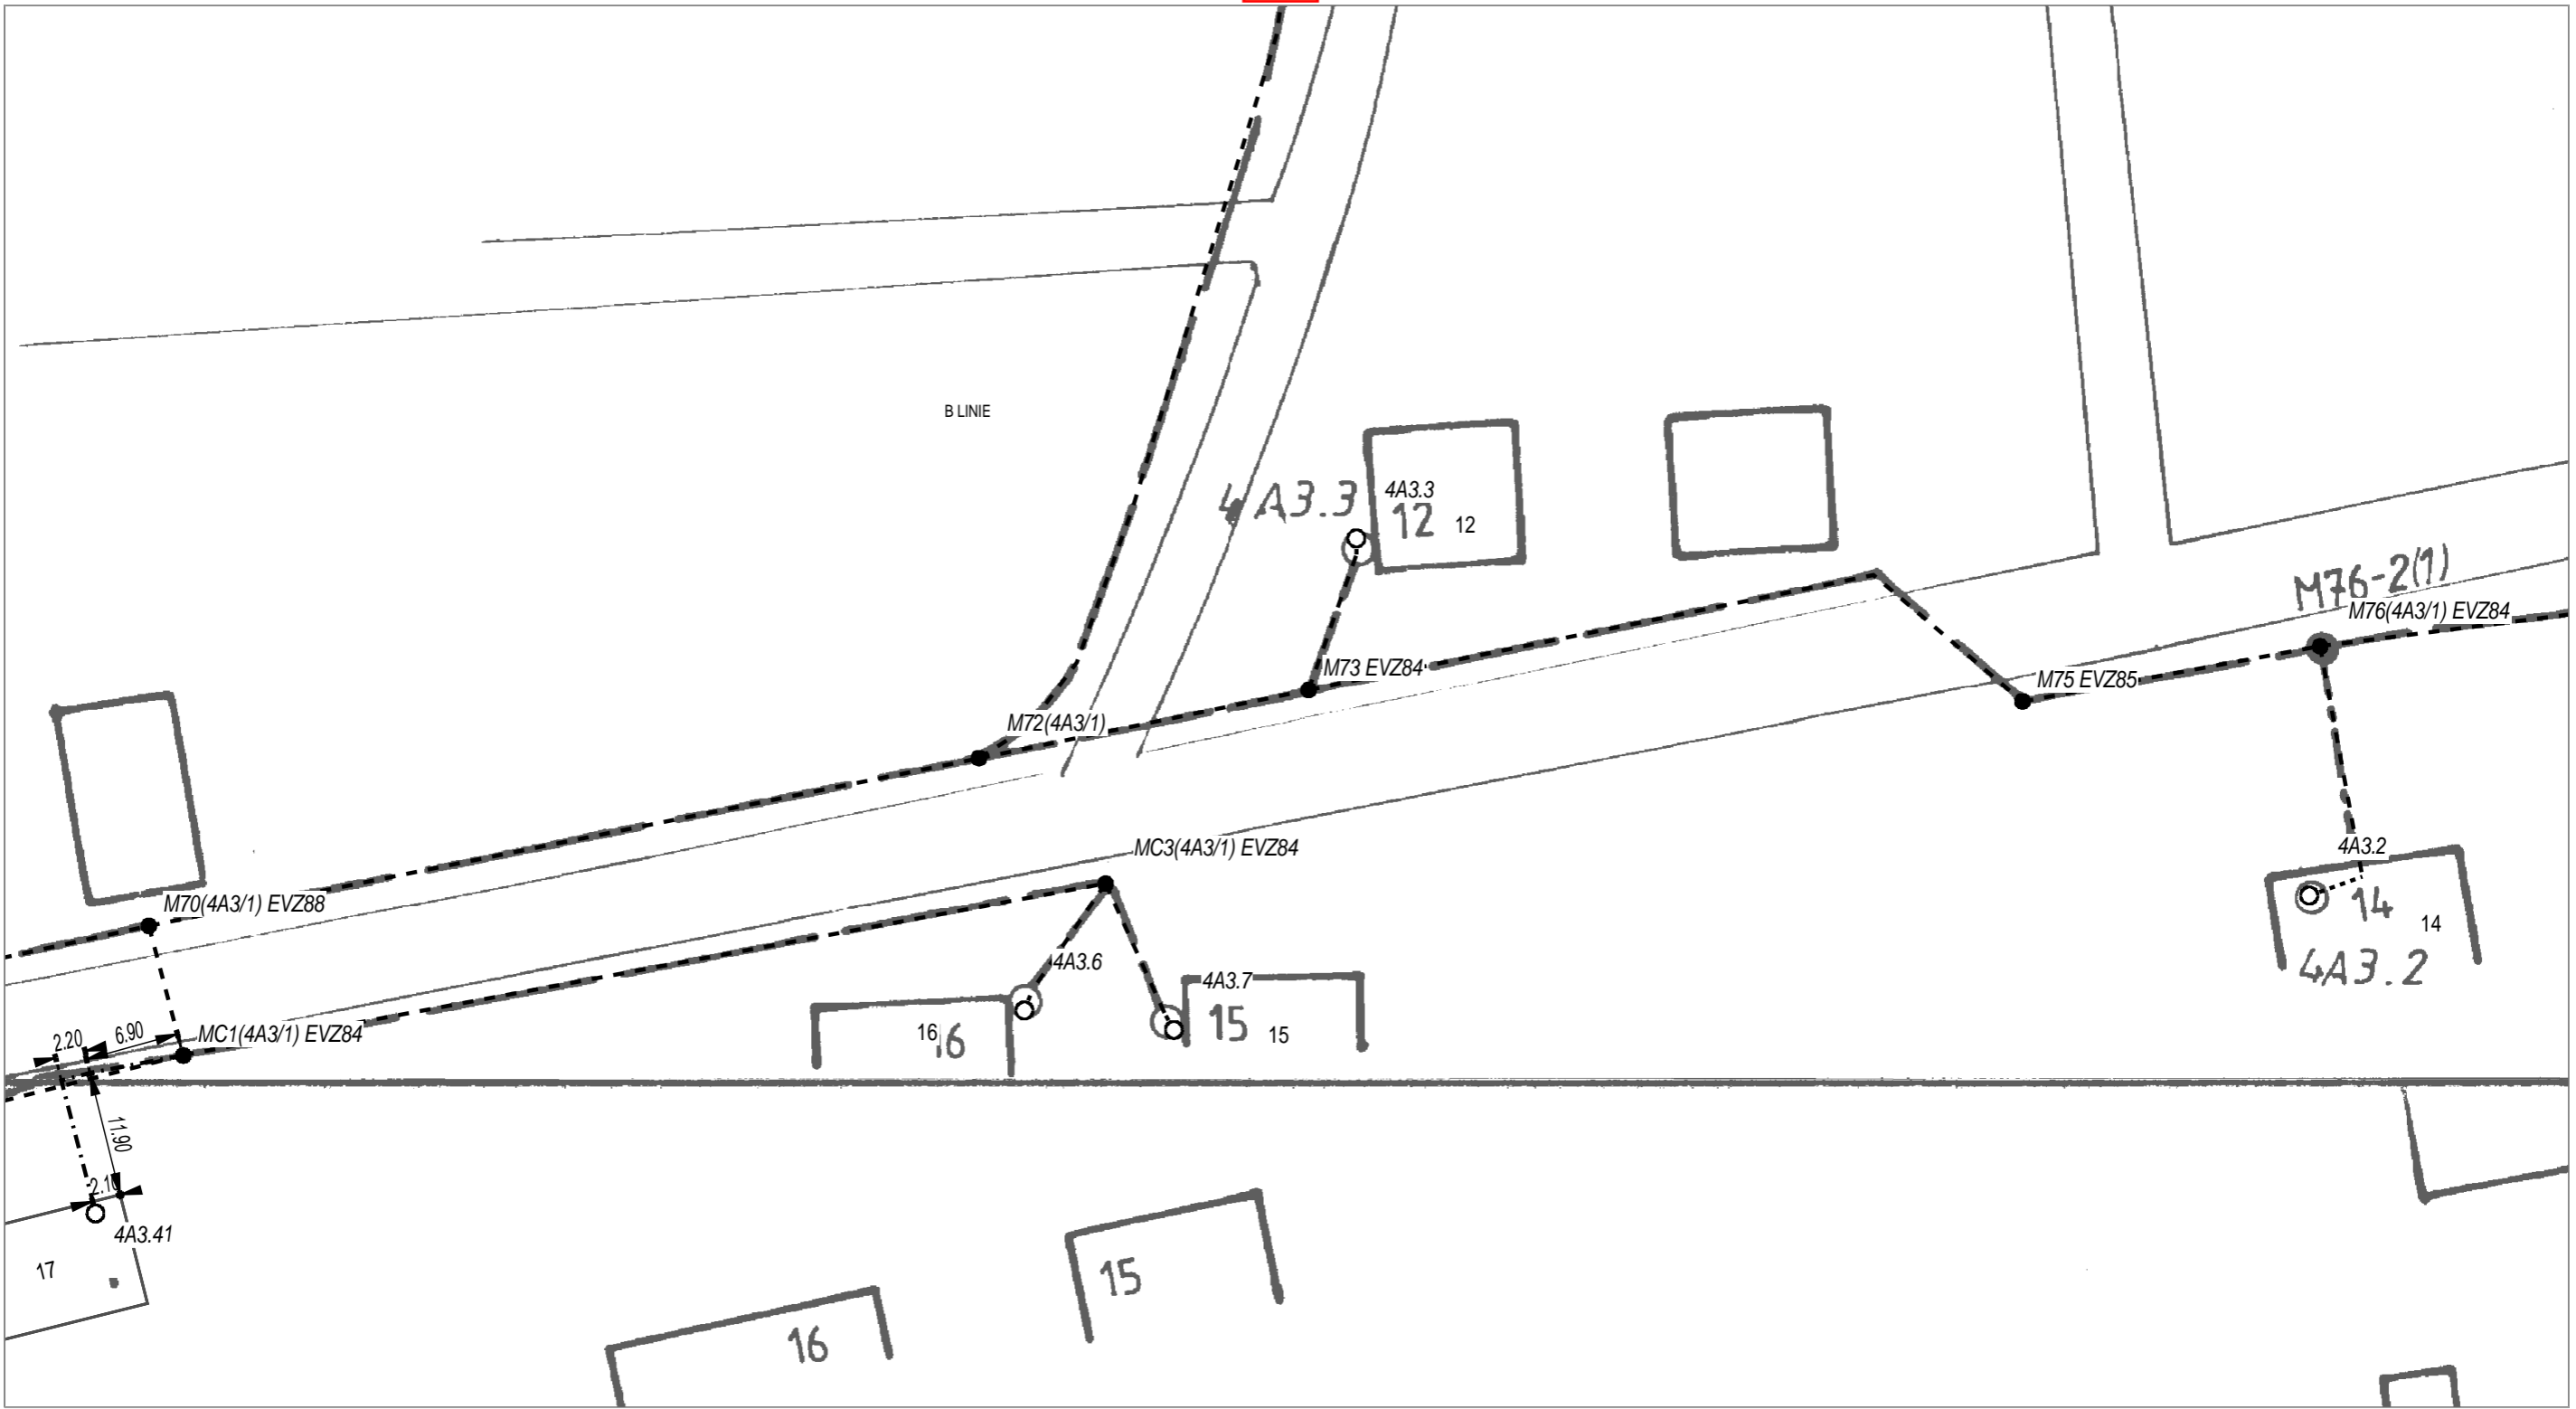 B LINIE
4A3.3
4A3.3
12
12
M76-2(1)
M76(4A3/1) EVZ84
M73 EVZ84
M75 EVZ85
M72(4A3/1)
4A3.2
MC3(4A3/1) EVZ84
M70(4A3/1) EVZ88
14
14
4A3.2
4A3.6
4A3.7
15
15
16
16
2.20
6.90
MC1(4A3/1) EVZ84
11.90
2.10
4A3.41
17
15
16